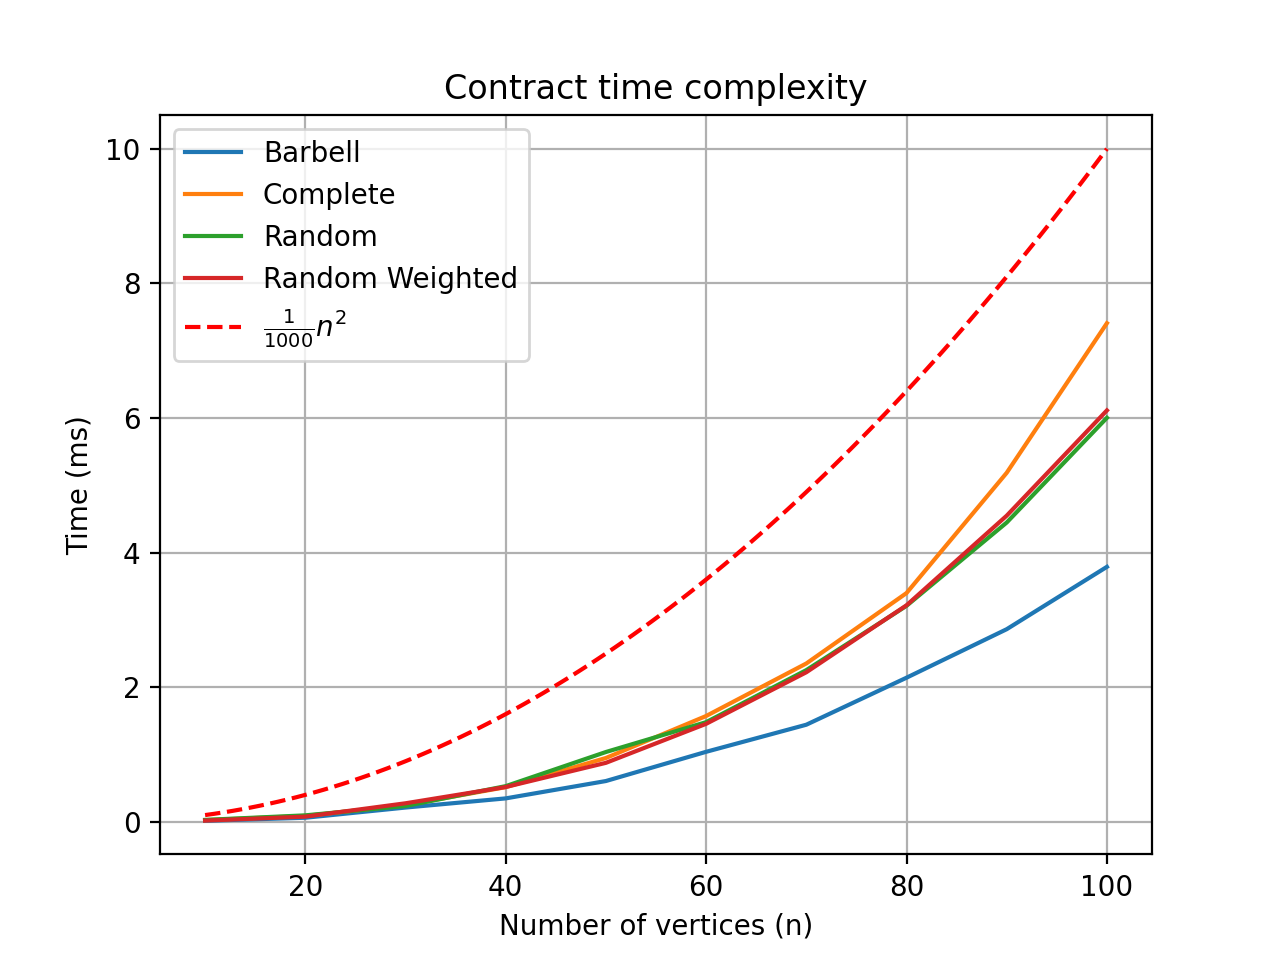 Contract time complexity
Barbell
Complete
Random
Random Weighted
1/1000 n²
10
8
6
4
2
0
Time (ms)
20 40 60 80 100
Number of vertices (n)